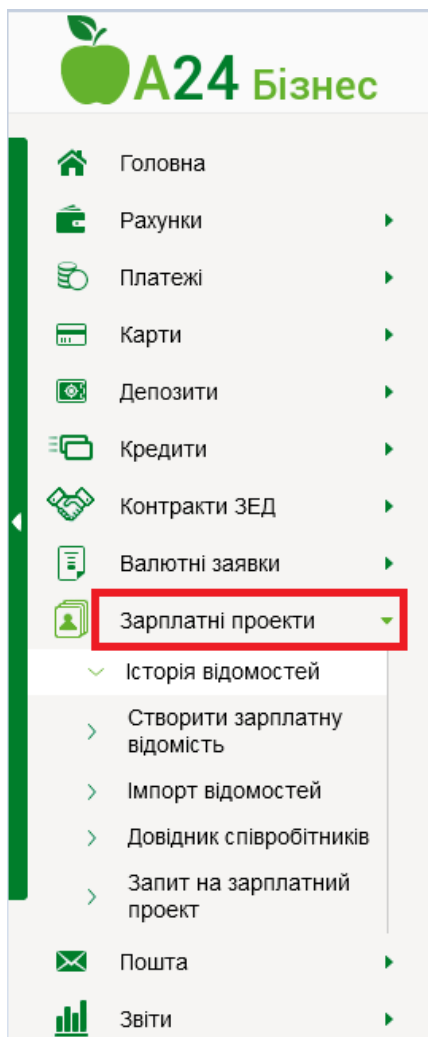 А24 Бізнес
Головна
Рахунки
Платежі
Карти
Депозити
Кредити
Контракти ЗЕД
Валютні заявки
Зарплатні проекти
Історія відомостей
Створити зарплатну
відомість
Імпорт відомостей
Довідник співробітників
Запит на зарплатний
проект
Пошта
Звіти